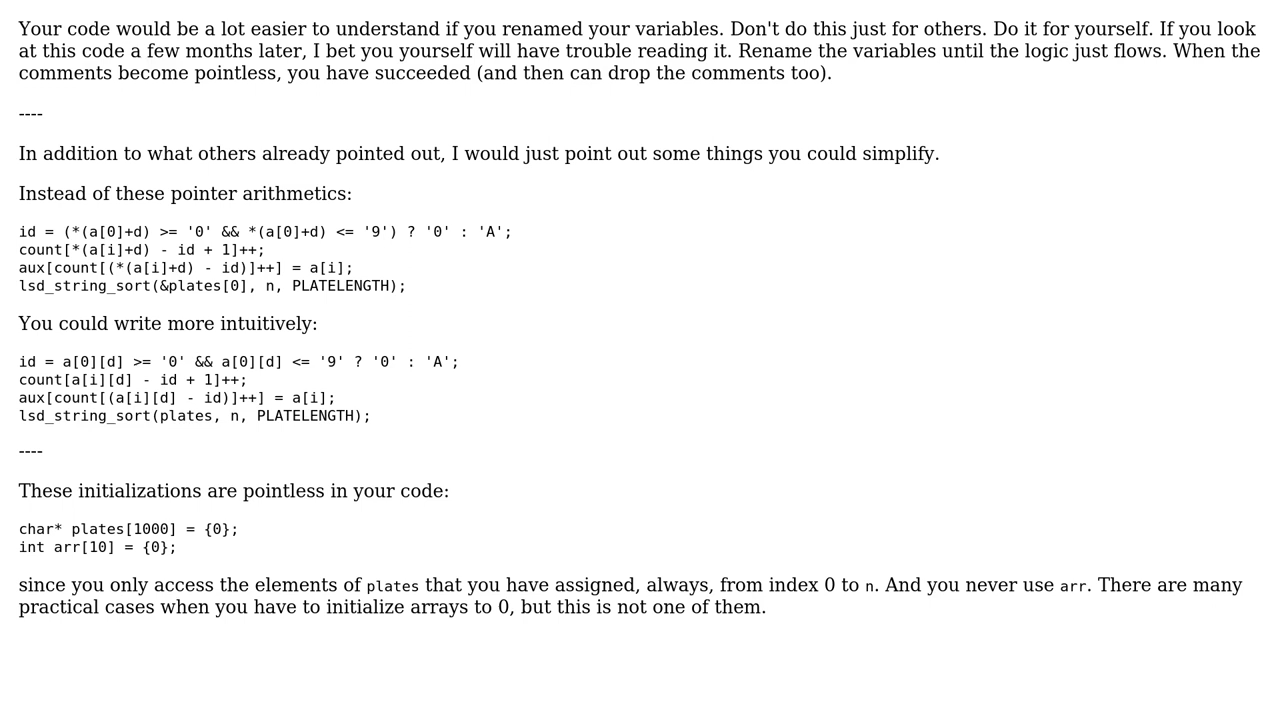 Your code would be a lot easier to understand if you renamed your variables. Don't do this just for others. Do it for yourself. If you look
at this code a few months later, I bet you yourself will have trouble reading it. Rename the variables until the logic just flows. When the
comments become pointless, you have succeeded (and then can drop the comments too).
----
In addition to what others already pointed out, I would just point out some things you could simplify.
Instead of these pointer arithmetics:
id = (*(a[0]+d) >= '0' && *(a[0]+d) <= '9') ? '0' : 'A';
count[*(a[i]+d) - id + 1]++;
aux[count[(*(a[i]+d) - id)]++] = a[i];
lsd_string_sort(&plates[0], n, PLATELENGTH);
You could write more intuitively:
id = a[0][d] >= '0' && a[0][d] <= '9' ? '0' : 'A';
count[a[i][d] - id + 1]++;
aux[count[(a[i][d] - id)]++] = a[i];
lsd_string_sort(plates, n, PLATELENGTH);
----
These initializations are pointless in your code:
char* plates[1000] = {0};
int arr[10] = {0};
since you only access the elements of plates that you have assigned, always, from index 0 to n. And you never use arr. There are many
practical cases when you have to initialize arrays to 0, but this is not one of them.